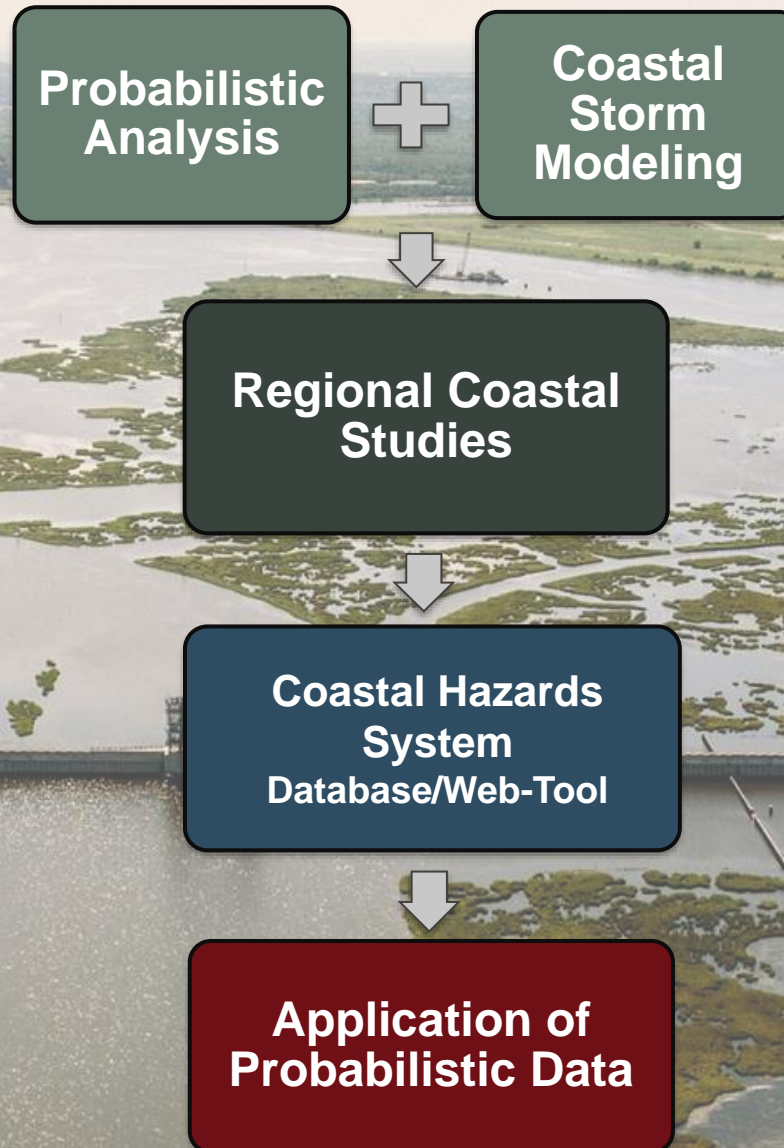 Probabilistic
Analysis
Coastal
Storm
Modeling
Regional Coastal
Studies
Coastal Hazards
System
Database/Web-Tool
Application of
Probabilistic Data